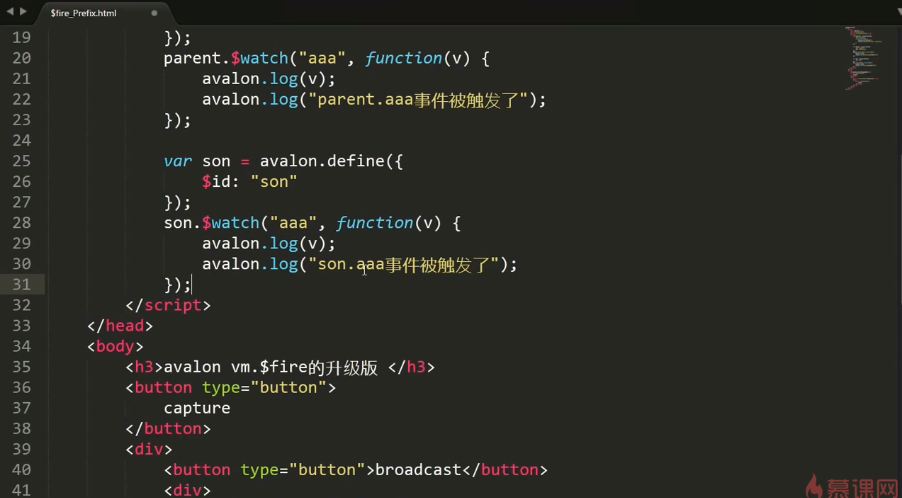 $fire_Prefix.html
19 });
20 parent.$watch("aaa", function(v) {
21 avalon.log(v);
22 avalon.log("parent.aaa事件被触发了");
23 });
24
25 var son = avalon.define({
26 $id: "son"
27 });
28 son.$watch("aaa", function(v) {
29 avalon.log(v);
30 avalon.log("son.aaa事件被触发了");
31 });
32 </script>
33 </head>
34 <body>
35 <h3>avalon vm.$fire的升级版 </h3>
36 <button type="button">
37 capture
38 </button>
39 <div>
40 <button type="button">broadcast</button>
41 <div>
慕课网